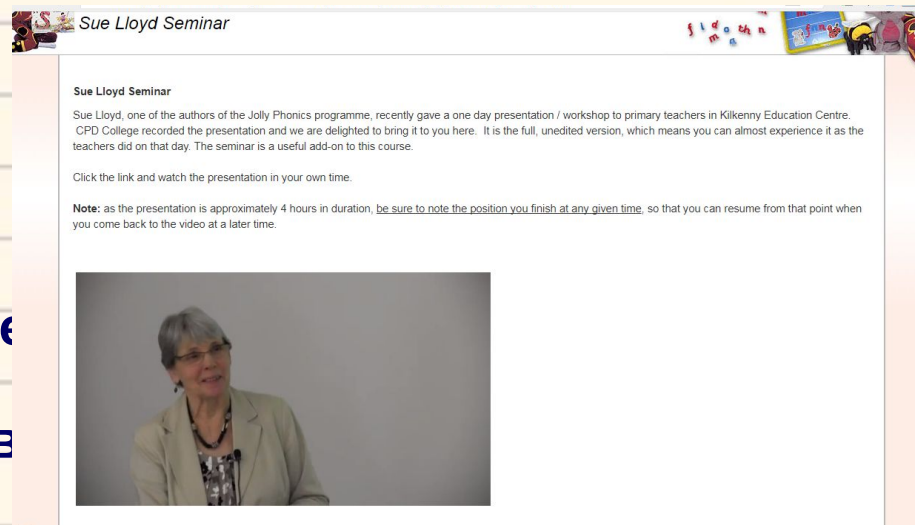 Sue Lloyd Seminar
Sue Lloyd Seminar
Sue Lloyd, one of the authors of the Jolly Phonics programme, recently gave a one day presentation / workshop to primary teachers in Kilkenny Education Centre.
CPD College recorded the presentation and we are delighted to bring it to you here. It is the full, unedited version, which means you can almost experience it as the
teachers did on that day. The seminar is a useful add-on to this course.
Click the link and watch the presentation in your own time.
Note: as the presentation is approximately 4 hours in duration, be sure to note the position you finish at any given time, so that you can resume from that point when
you come back to the video at a later time.